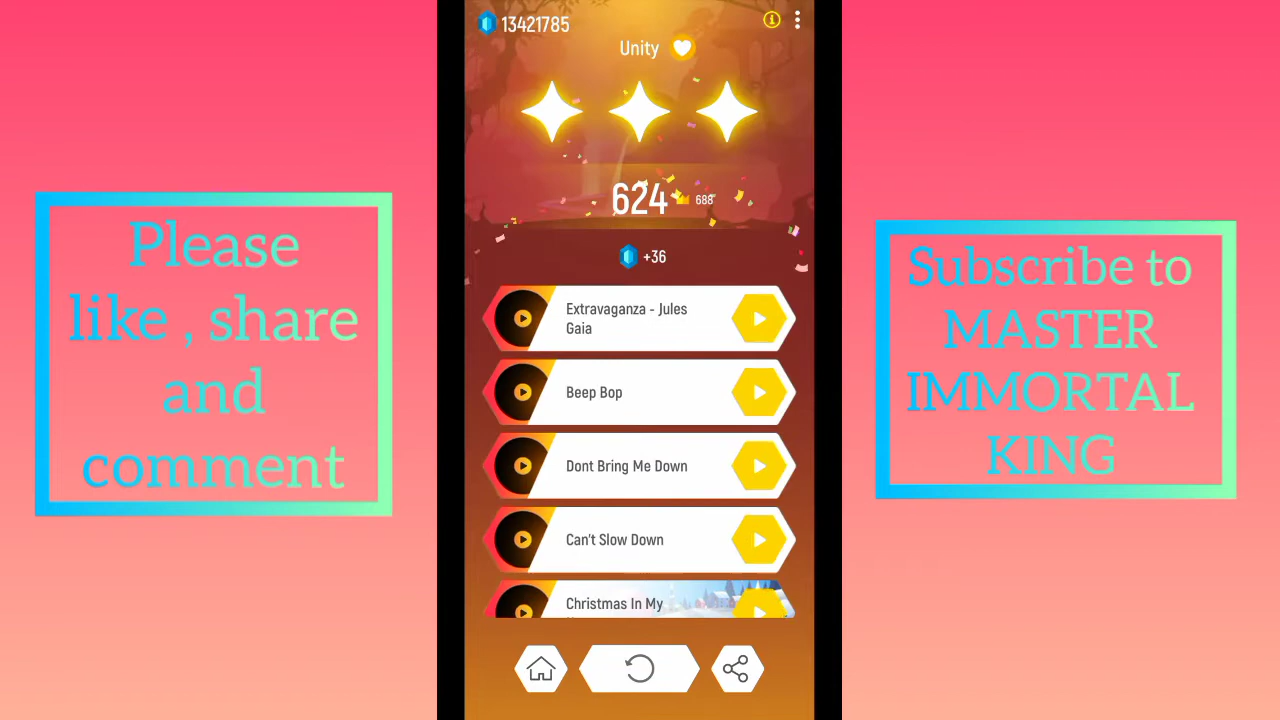 Please
like , share
and
comment
13421785
Unity
624
688
+36
Extravaganza - Jules
Gaia
Beep Bop
Dont Bring Me Down
Can't Slow Down
Christmas In My
Subscribe to
MASTER
IMMORTAL
KING